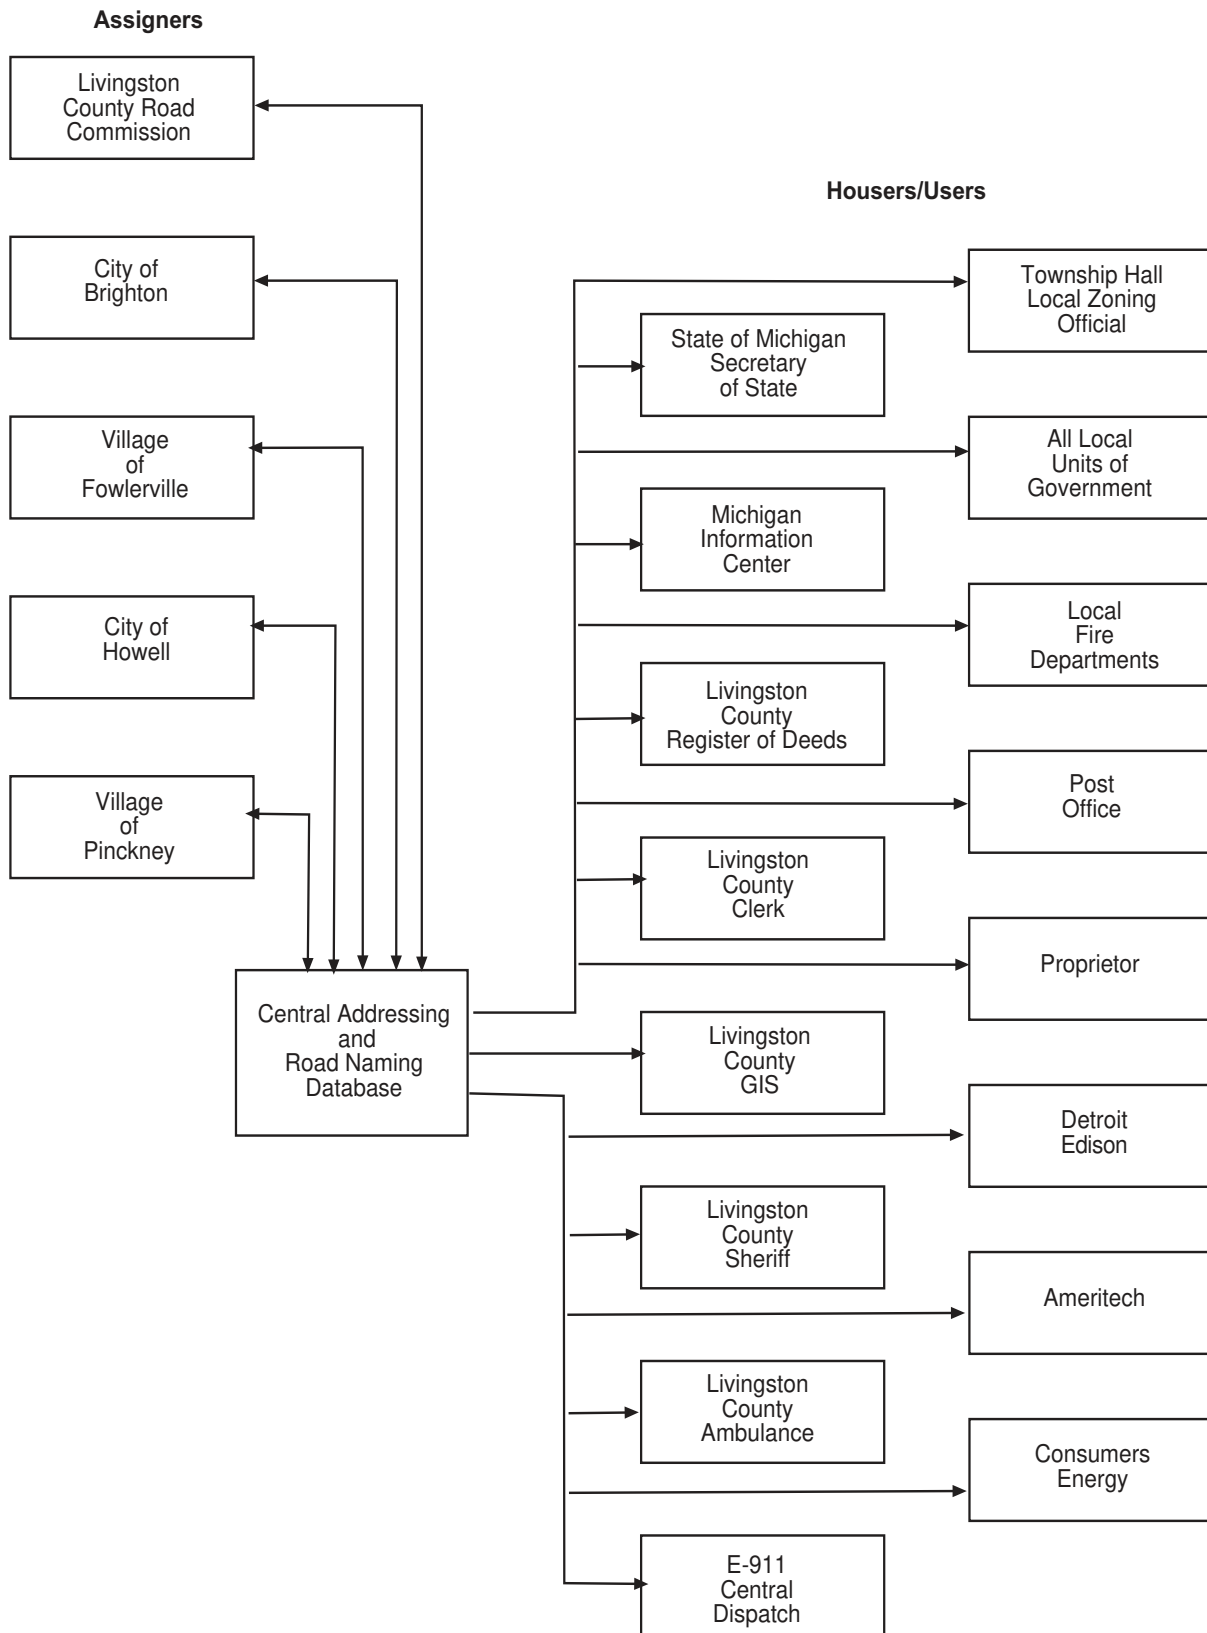 Assigners
Livingston
County Road
Commission
City of
Brighton
Village
of
Fowlerville
City of
Howell
Village
of
Pinckney
Central Addressing
and
Road Naming
Database
Housers/Users
State of Michigan
Secretary
of State
Michigan
Information
Center
Livingston
County
Register of Deeds
Livingston
County
Clerk
Livingston
County
GIS
Livingston
County
Sheriff
Livingston
County
Ambulance
E-911
Central
Dispatch
Township Hall
Local Zoning
Official
All Local
Units of
Government
Local
Fire
Departments
Post
Office
Proprietor
Detroit
Edison
Ameritech
Consumers
Energy